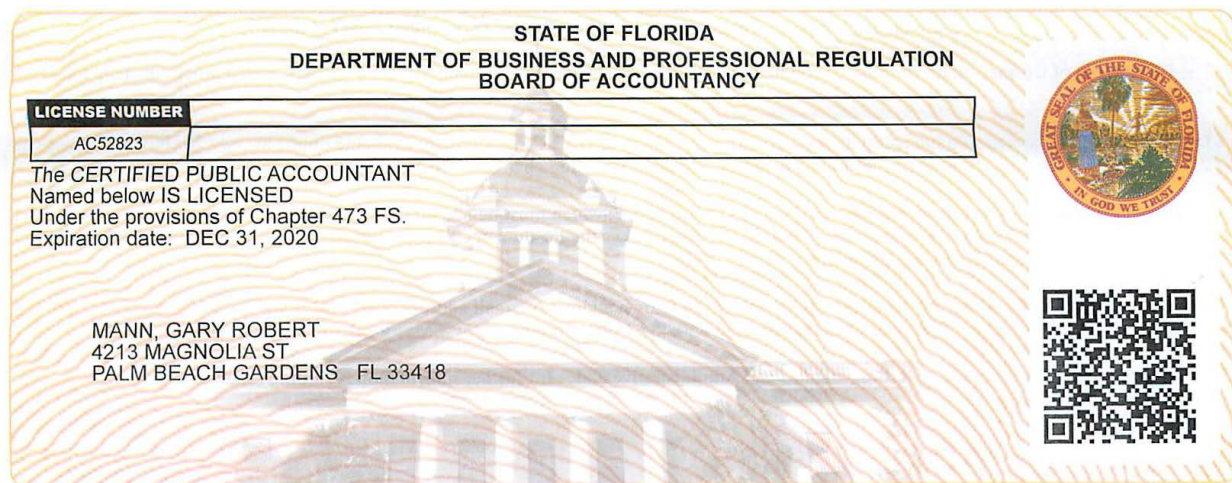 STATE OF FLORIDA
DEPARTMENT OF BUSINESS AND PROFESSIONAL REGULATION
BOARD OF ACCOUNTANCY
LICENSE NUMBER
AC52823
The CERTIFIED PUBLIC ACCOUNTANT
Named below IS LICENSED
Under the provisions of Chapter 473 FS.
Expiration date: DEC 31, 2020
MANN, GARY ROBERT
4213 MAGNOLIA ST
PALM BEACH GARDENS FL 33418
GREAT SEAL OF THE STATE OF FLORIDA
IN GOD WE TRUST